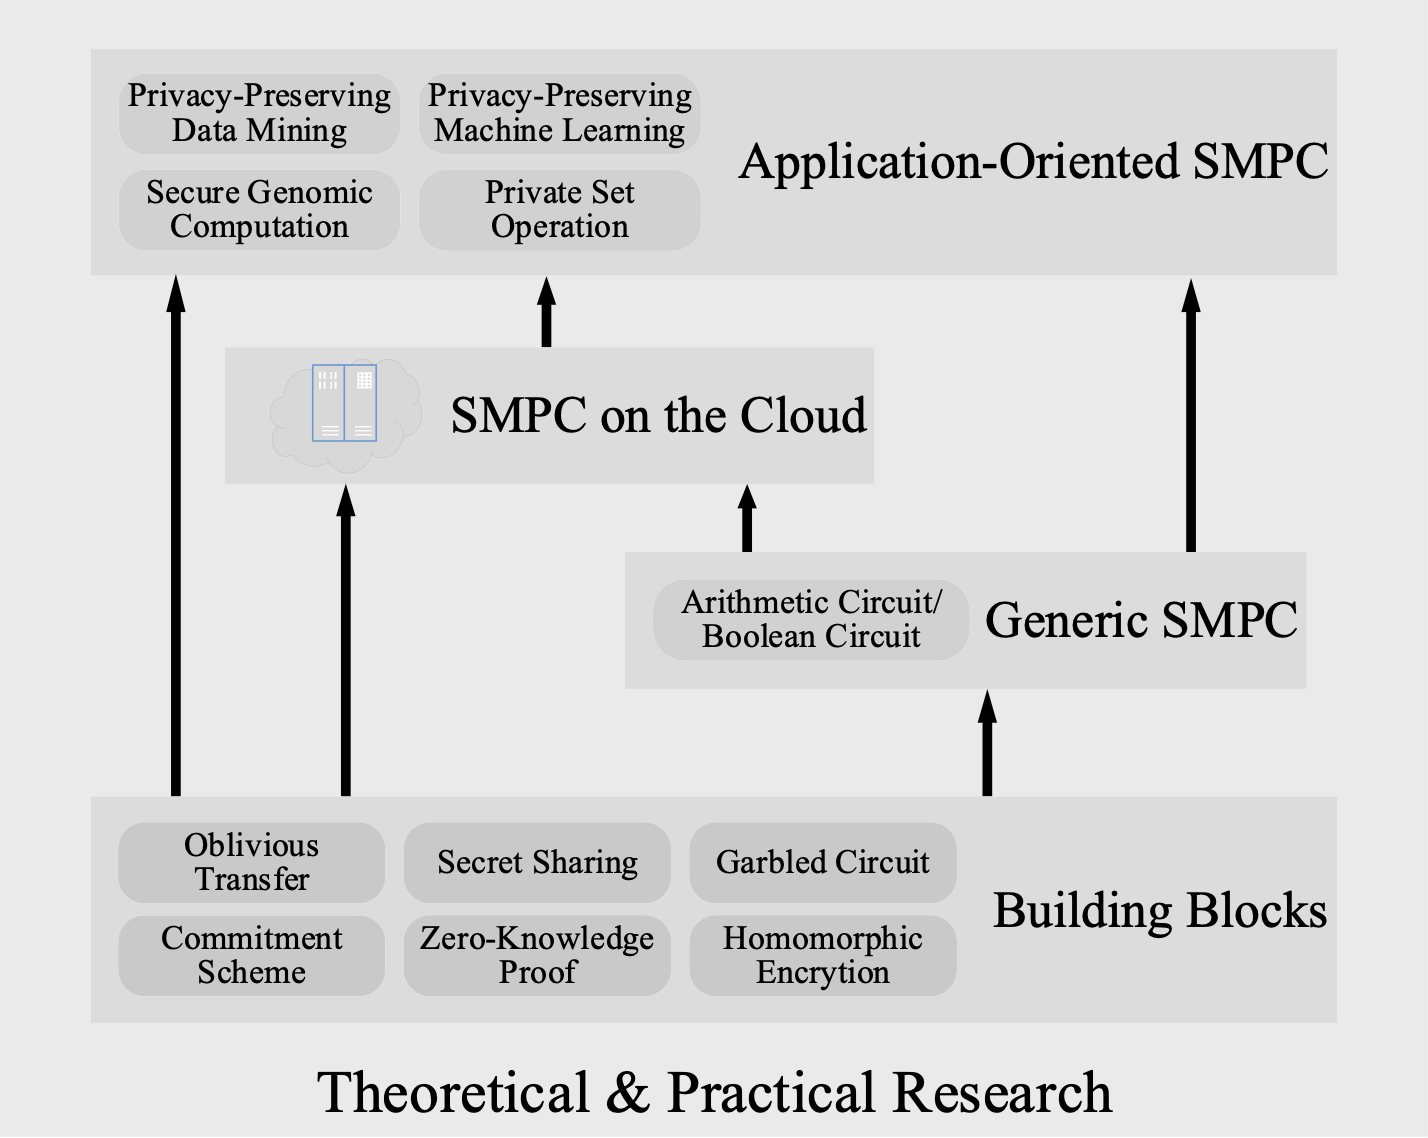 Privacy-Preserving
Data Mining
Privacy-Preserving
Machine Learning
Secure Genomic
Computation
Private Set
Operation
Application-Oriented SMPC
SMPC on the Cloud
Arithmetic Circuit/
Boolean Circuit
Generic SMPC
Oblivious
Transfer
Secret Sharing
Garbled Circuit
Commitment
Scheme
Zero-Knowledge
Proof
Homomorphic
Encrytion
Building Blocks
Theoretical & Practical Research